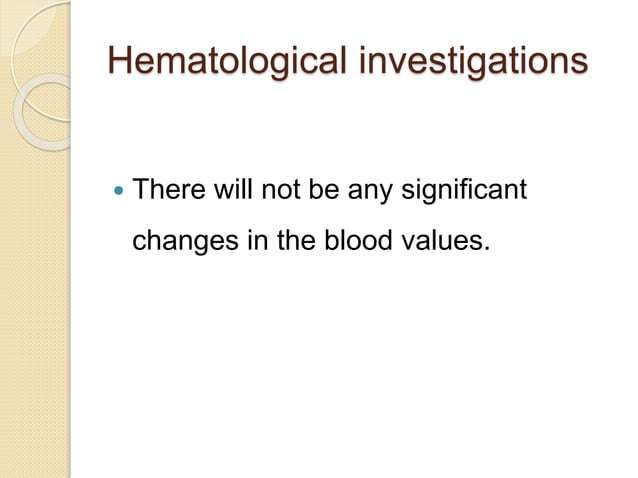 Hematological investigations
There will not be any significant
changes in the blood values.